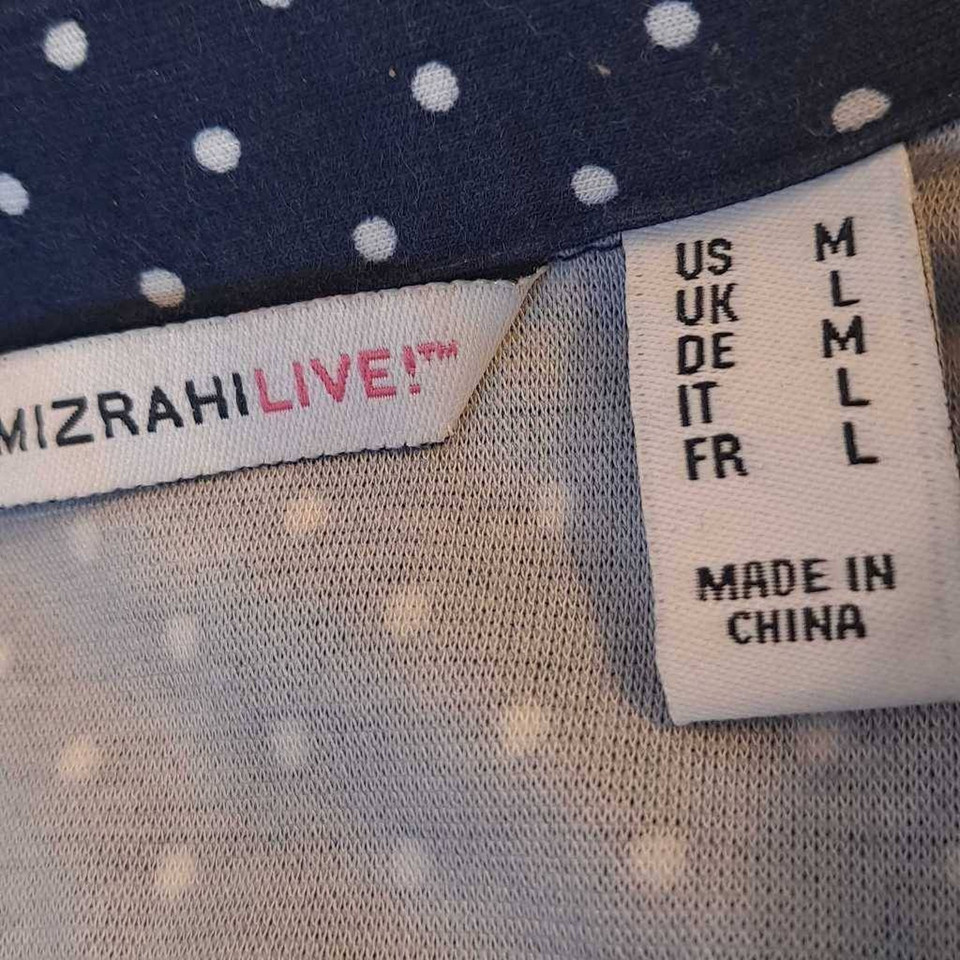 MIZRAHILIVE!™
US M
UK L
DE M
IT L
FR L
MADE IN
CHINA